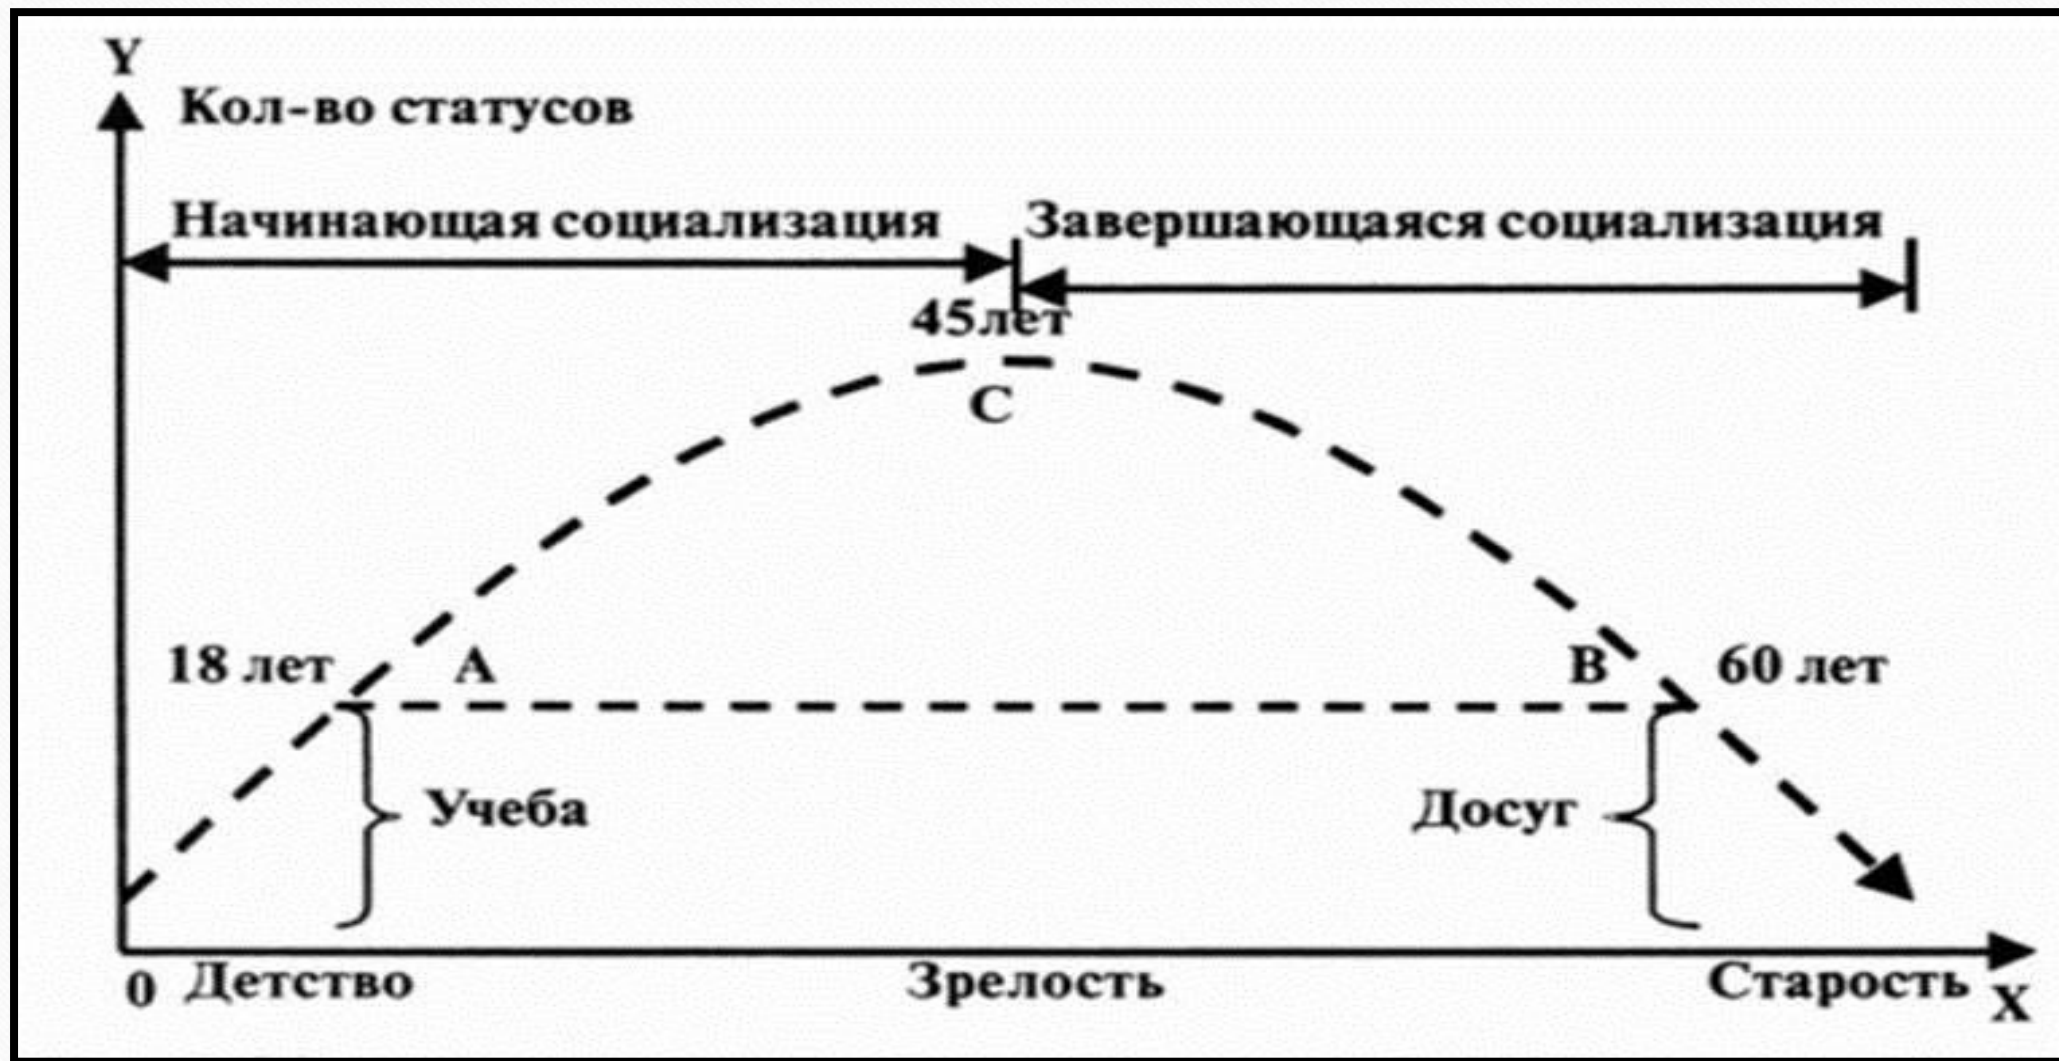 Y
Кол-во статусов
Начинающая социализация
Завершающаяся социализация
45лет
C
18 лет
A
B
60 лет
Учеба
Досуг
0
Детство
Зрелость
Старость
X